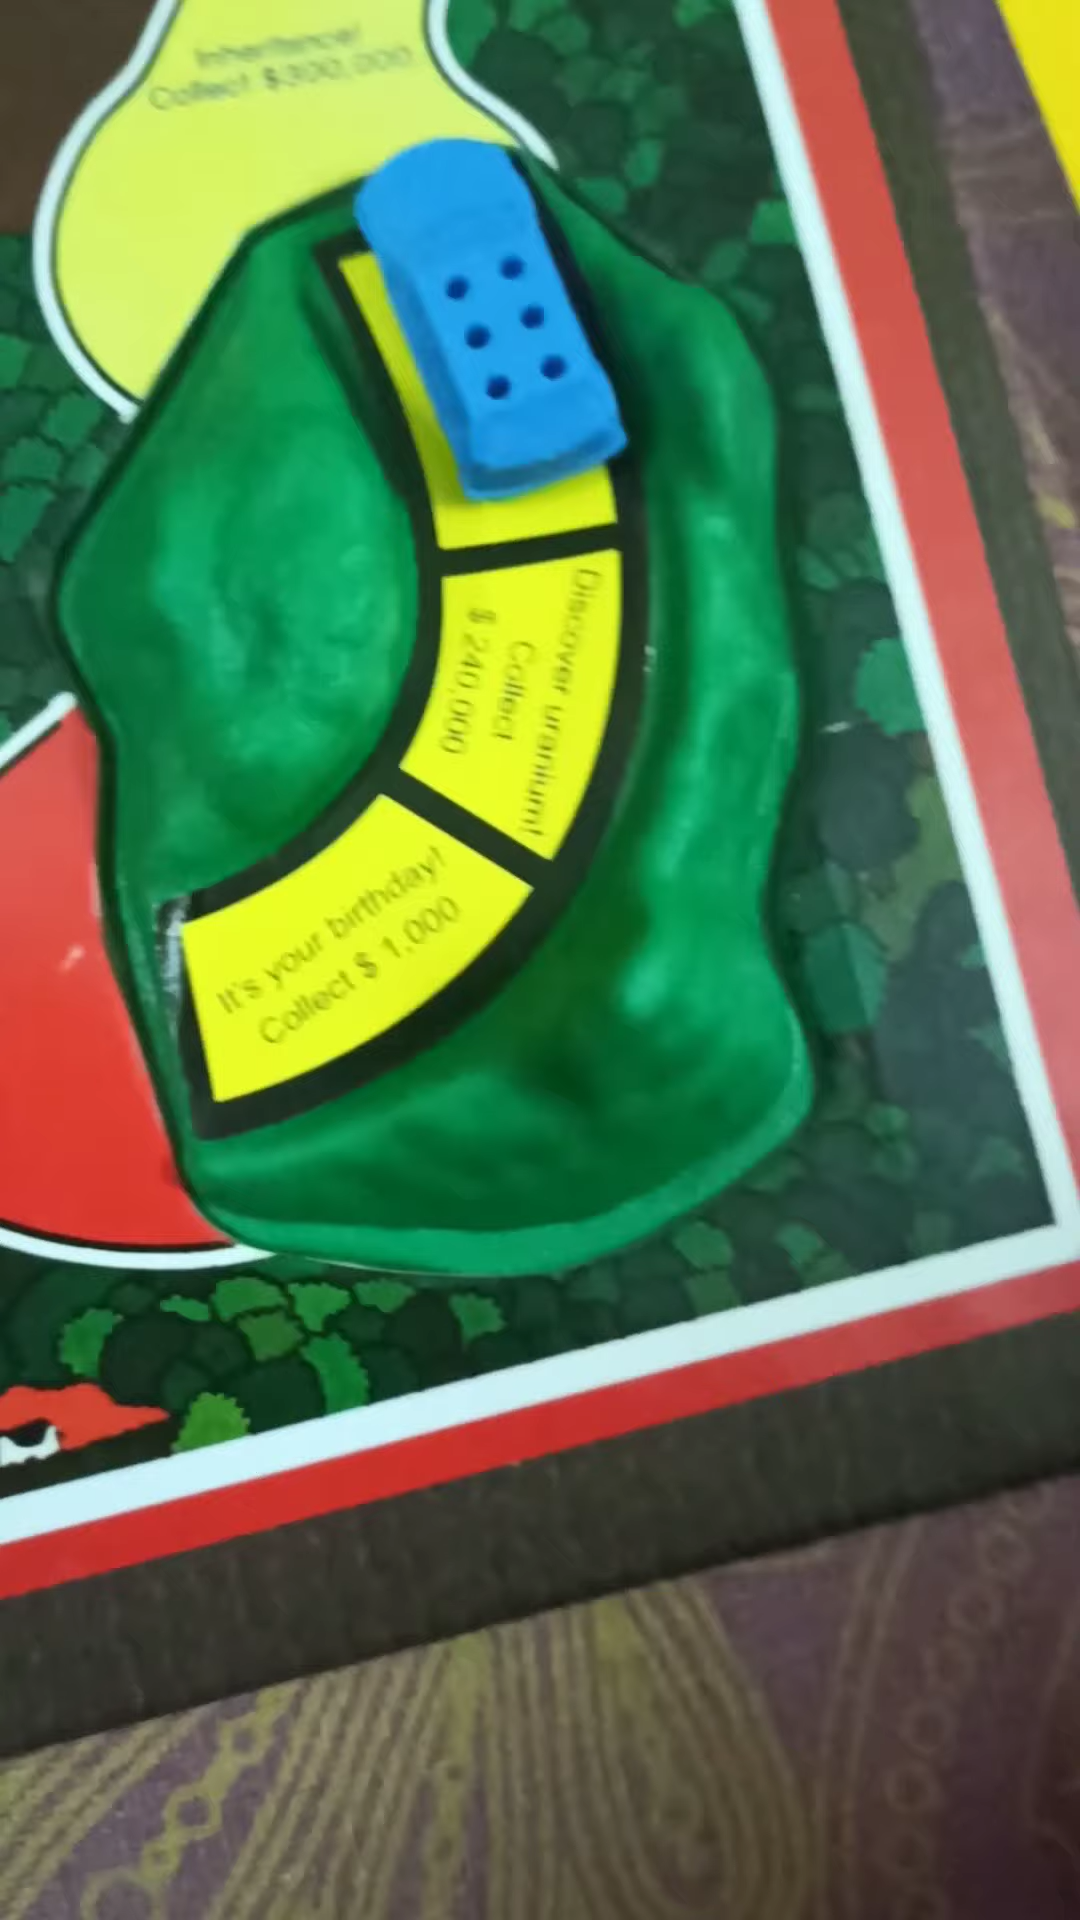 Inheritance!
Collect $300,000
Discover uranium!
Collect
$ 240,000
It's your birthday!
Collect $ 1,000